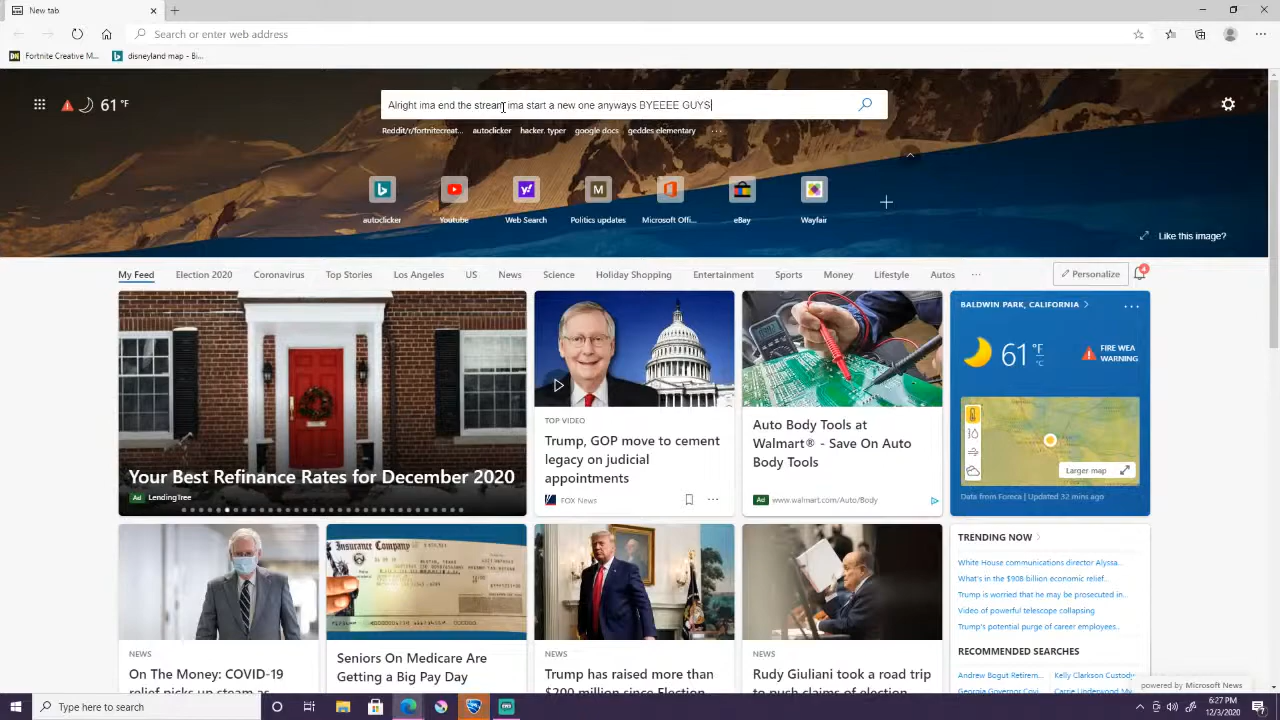 New tab
Search or enter web address
Fortnite Creative M...
disneyland map - Bi...
61 °F
Alright ima end the stream ima start a new one anyways BYEEEE GUYS
Reddit/r/fortnitecreat... autoclicker hacker. typer google docs geddes elementary ...
autoclicker Youtube Web Search Politics updates Microsoft Offi... eBay Wayfair
Like this image?
My Feed Election 2020 Coronavirus Top Stories Los Angeles US News Science Holiday Shopping Entertainment Sports Money Lifestyle Autos ... Personalize 4
Your Best Refinance Rates for December 2020
Ad LendingTree
TOP VIDEO
Trump, GOP move to cement
legacy on judicial
appointments
FOX News
Auto Body Tools at
Walmart® - Save On Auto
Body Tools
Ad www.walmart.com/Auto/Body
BALDWIN PARK, CALIFORNIA
61 °F
°C
FIRE WEA
WARNING
Larger map
Data from Foreca | Updated 32 mins ago
Insurance Company
NEWS
On The Money: COVID-19
relief picks up steam as
Seniors On Medicare Are
Getting a Big Pay Day
NEWS
Trump has raised more than
$200 million since Election
NEWS
Rudy Giuliani took a road trip
to push claims of election
TRENDING NOW
White House communications director Alyssa...
What's in the $908 billion economic relief...
Trump is worried that he may be prosecuted in...
Video of powerful telescope collapsing
Trump's potential purge of career employees...
RECOMMENDED SEARCHES
Andrew Bogut Retirem... Kelly Clarkson Custody
Georgia Governor Covi... Carrie Underwood My...
powered by Microsoft News
Type here to search
6:27 PM
12/3/2020